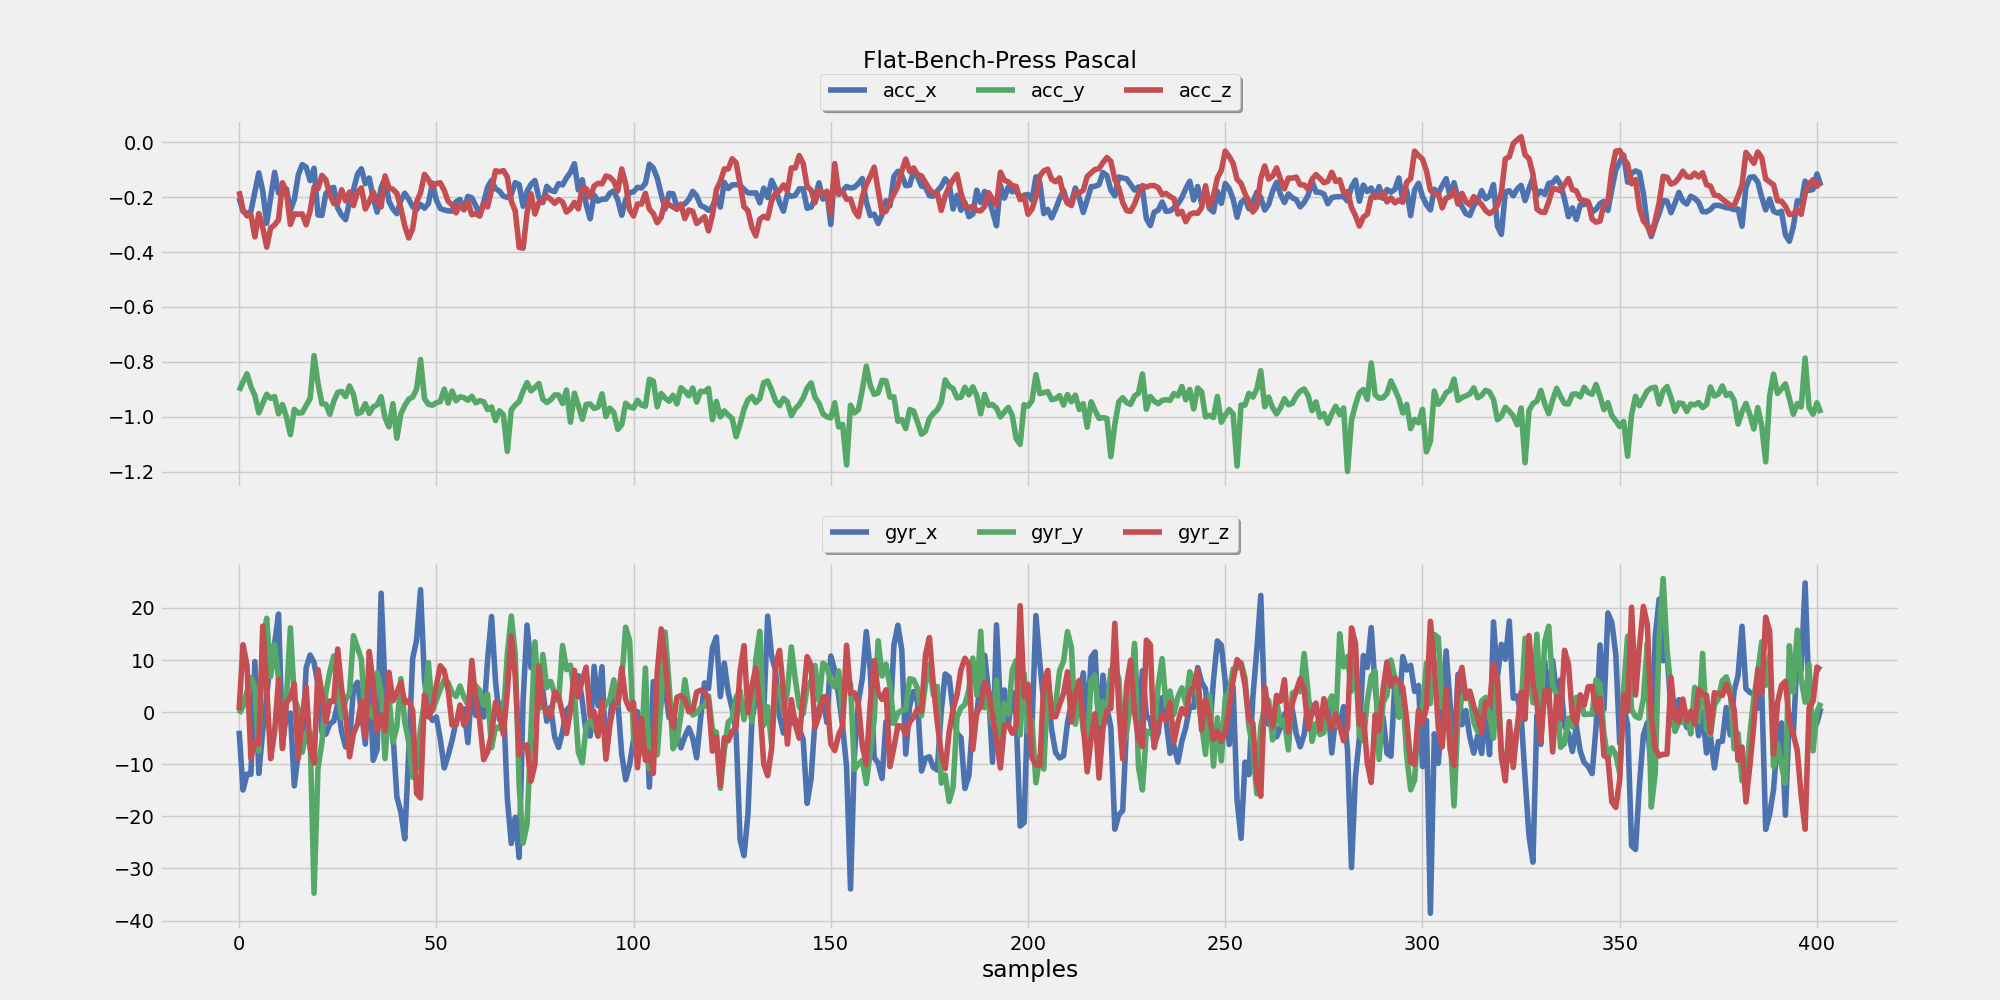 Flat-Bench-Press Pascal
acc_x acc_y acc_z
0.0
−0.2
−0.4
−0.6
−0.8
−1.0
−1.2
gyr_x gyr_y gyr_z
20
10
0
−10
−20
−30
−40
0 50 100 150 200 250 300 350 400
samples